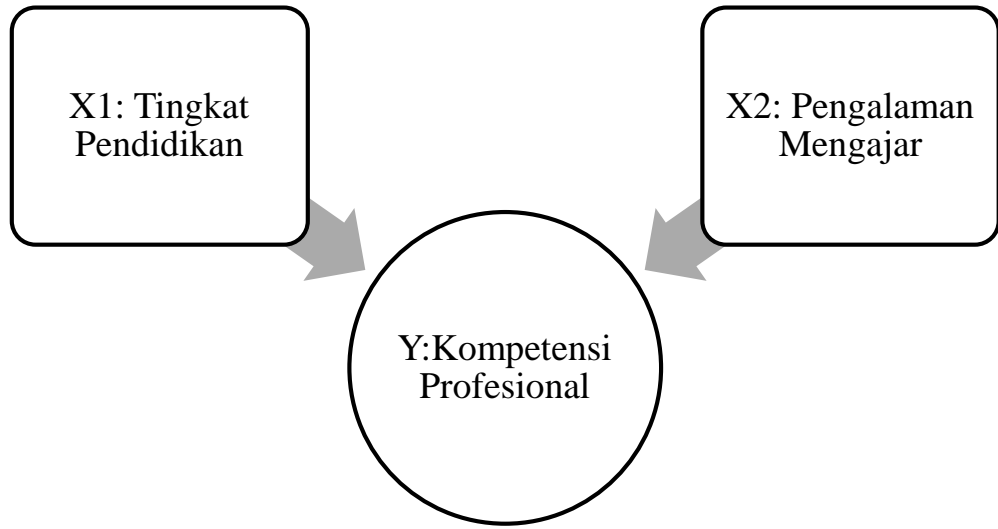 X1: Tingkat
Pendidikan
X2: Pengalaman
Mengajar
Y:Kompetensi
Profesional